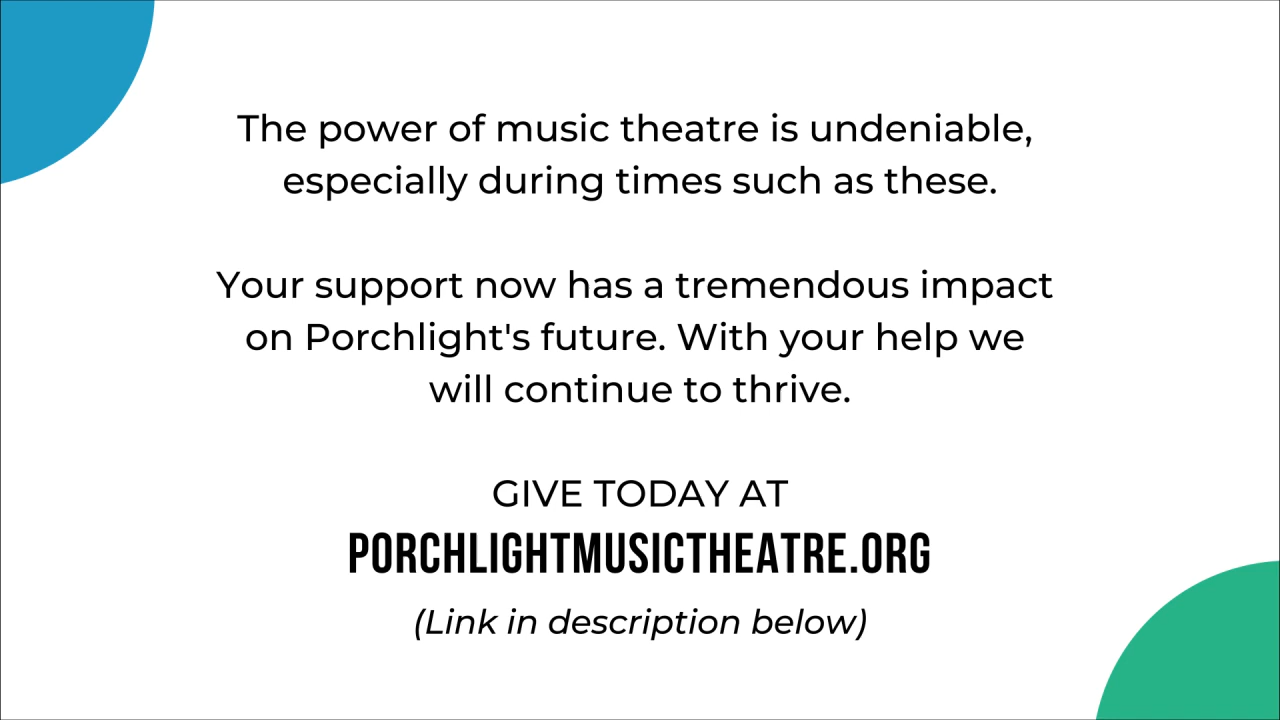 The power of music theatre is undeniable,
especially during times such as these.
Your support now has a tremendous impact
on Porchlight's future. With your help we
will continue to thrive.
GIVE TODAY AT
PORCHLIGHTMUSICTHEATRE.ORG
(Link in description below)